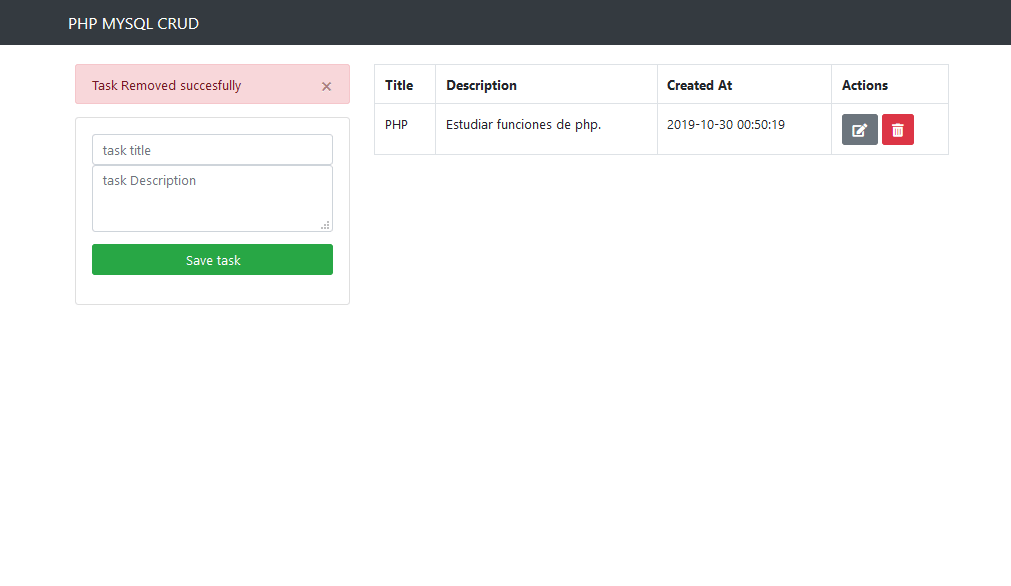 PHP MYSQL CRUD
Task Removed succesfully ×
task title
task Description
Save task
Title Description Created At Actions
PHP Estudiar funciones de php. 2019-10-30 00:50:19